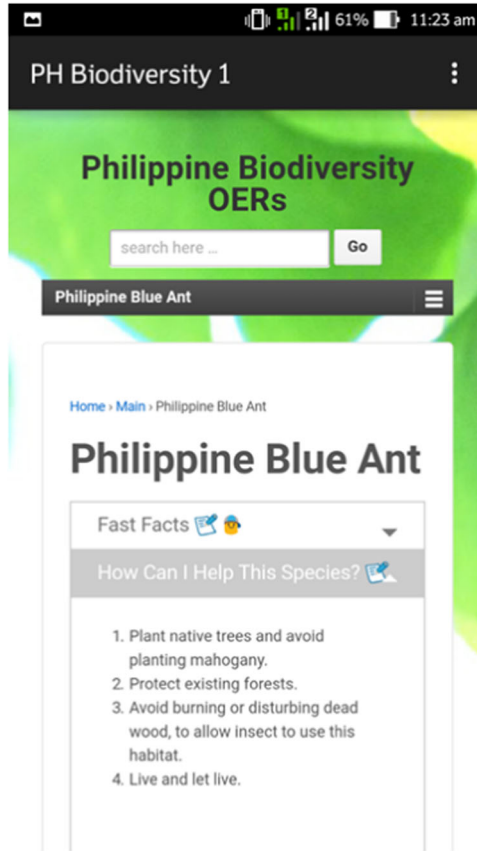 61% 11:23 am
PH Biodiversity 1
Philippine Biodiversity
OERs
search here ...
Go
Philippine Blue Ant
Home › Main › Philippine Blue Ant
Philippine Blue Ant
Fast Facts
How Can I Help This Species?
1. Plant native trees and avoid
planting mahogany.
2. Protect existing forests.
3. Avoid burning or disturbing dead
wood, to allow insect to use this
habitat.
4. Live and let live.